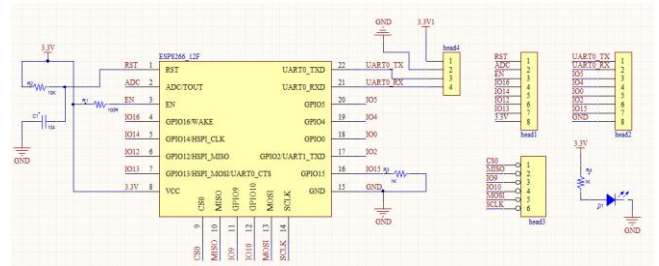 GND
3.3V1
3.3V
ESP8266_12F
head4
RST 1 RST UART0_TXD 22 UART0_TX
ADC 2 ADC/TOUT UART0_RXD 21 UART0_RX
EN 3 EN GPIO5 20 IO5
IO16 4 GPIO16/WAKE GPIO4 19 IO4
IO14 5 GPIO14/HSPI_CLK GPIO0 18 IO0
IO12 6 GPIO12/HSPI_MISO GPIO2/UART1_TXD 17 IO2
IO13 7 GPIO13/HSPI_MOSI/UART0_CTS GPIO15 16 IO15
3.3V 8 VCC GND 15 GND
CS0 MISO GPIO9 GPIO10 MOSI SCLK
9 10 11 12 13 14
CS0 MISO IO9 IO10 MOSI SCLK
R1
100R
10K
GND
GND
1
2
3
4
RST 1
ADC 2
EN 3
IO16 4
IO14 5
IO12 6
IO13 7
3.3V 8
head1
UART0_TX 1
UART0_RX 2
IO5 3
IO4 4
IO0 5
IO2 6
IO15 7
GND 8
head2
CS0 1
MISO 2
IO9 3
IO10 4
MOSI 5
SCLK 6
head3
3.3V
GND